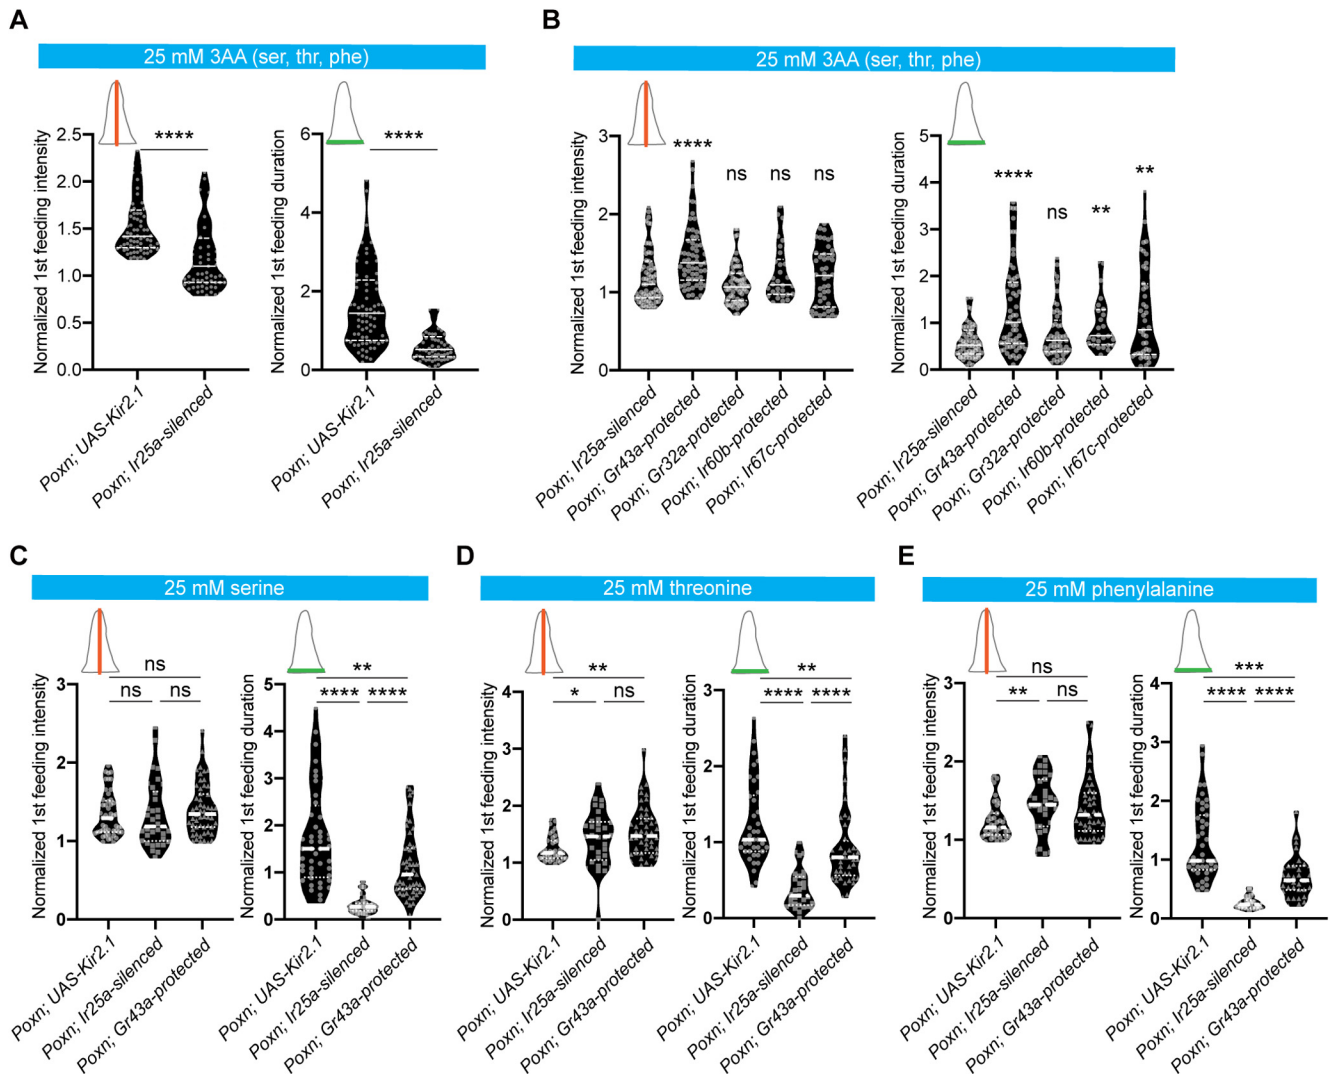 A
25 mM 3AA (ser, thr, phe)
Normalized 1st feeding intensity
2.5
2.0
1.5
1.0
0.5
0.0
****
Poxn; UAS-Kir2.1
Poxn; Ir25a-silenced
Normalized 1st feeding duration
6
4
2
0
****
Poxn; UAS-Kir2.1
Poxn; Ir25a-silenced
B
25 mM 3AA (ser, thr, phe)
Normalized 1st feeding intensity
3
2
1
0
****
ns
ns
ns
Poxn; Ir25a-silenced
Poxn; Gr43a-protected
Poxn; Gr32a-protected
Poxn; Ir60b-protected
Poxn; Ir67c-protected
Normalized 1st feeding duration
5
4
3
2
1
0
****
ns
**
**
Poxn; Ir25a-silenced
Poxn; Gr43a-protected
Poxn; Gr32a-protected
Poxn; Ir60b-protected
Poxn; Ir67c-protected
C
25 mM serine
Normalized 1st feeding intensity
3
2
1
0
ns
ns
ns
Poxn; UAS-Kir2.1
Poxn; Ir25a-silenced
Poxn; Gr43a-protected
Normalized 1st feeding duration
5
4
3
2
1
0
**
****
****
Poxn; UAS-Kir2.1
Poxn; Ir25a-silenced
Poxn; Gr43a-protected
D
25 mM threonine
Normalized 1st feeding intensity
4
3
2
1
0
**
*
ns
Poxn; UAS-Kir2.1
Poxn; Ir25a-silenced
Poxn; Gr43a-protected
Normalized 1st feeding duration
3
2
1
0
**
****
****
Poxn; UAS-Kir2.1
Poxn; Ir25a-silenced
Poxn; Gr43a-protected
E
25 mM phenylalanine
Normalized 1st feeding intensity
3
2
1
0
ns
**
ns
Poxn; UAS-Kir2.1
Poxn; Ir25a-silenced
Poxn; Gr43a-protected
Normalized 1st feeding duration
4
3
2
1
0
***
****
****
Poxn; UAS-Kir2.1
Poxn; Ir25a-silenced
Poxn; Gr43a-protected